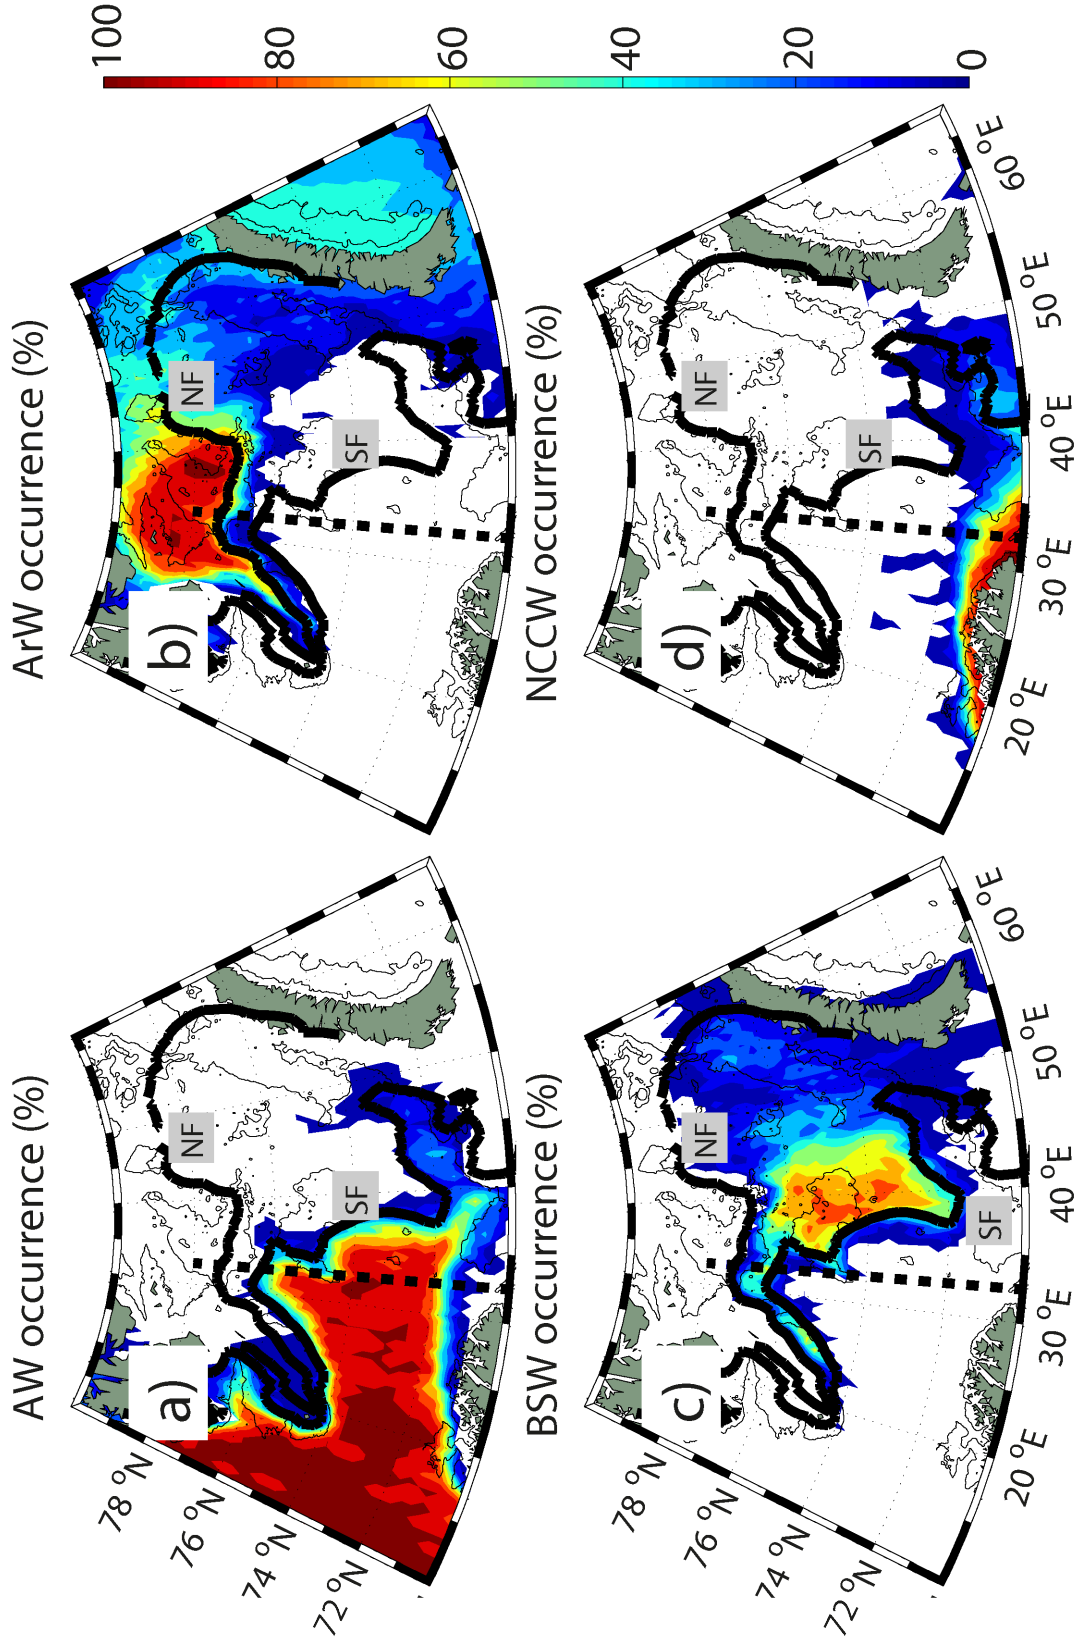 AW occurrence (%)
a)
NF
SF
78 °N
76 °N
74 °N
72 °N
ArW occurrence (%)
b)
NF
SF
BSW occurrence (%)
c)
NF
SF
78 °N
76 °N
74 °N
72 °N
20 °E
30 °E
40 °E
50 °E
60 °E
NCCW occurrence (%)
d)
NF
SF
20 °E
30 °E
40 °E
50 °E
60 °E
100
80
60
40
20
0